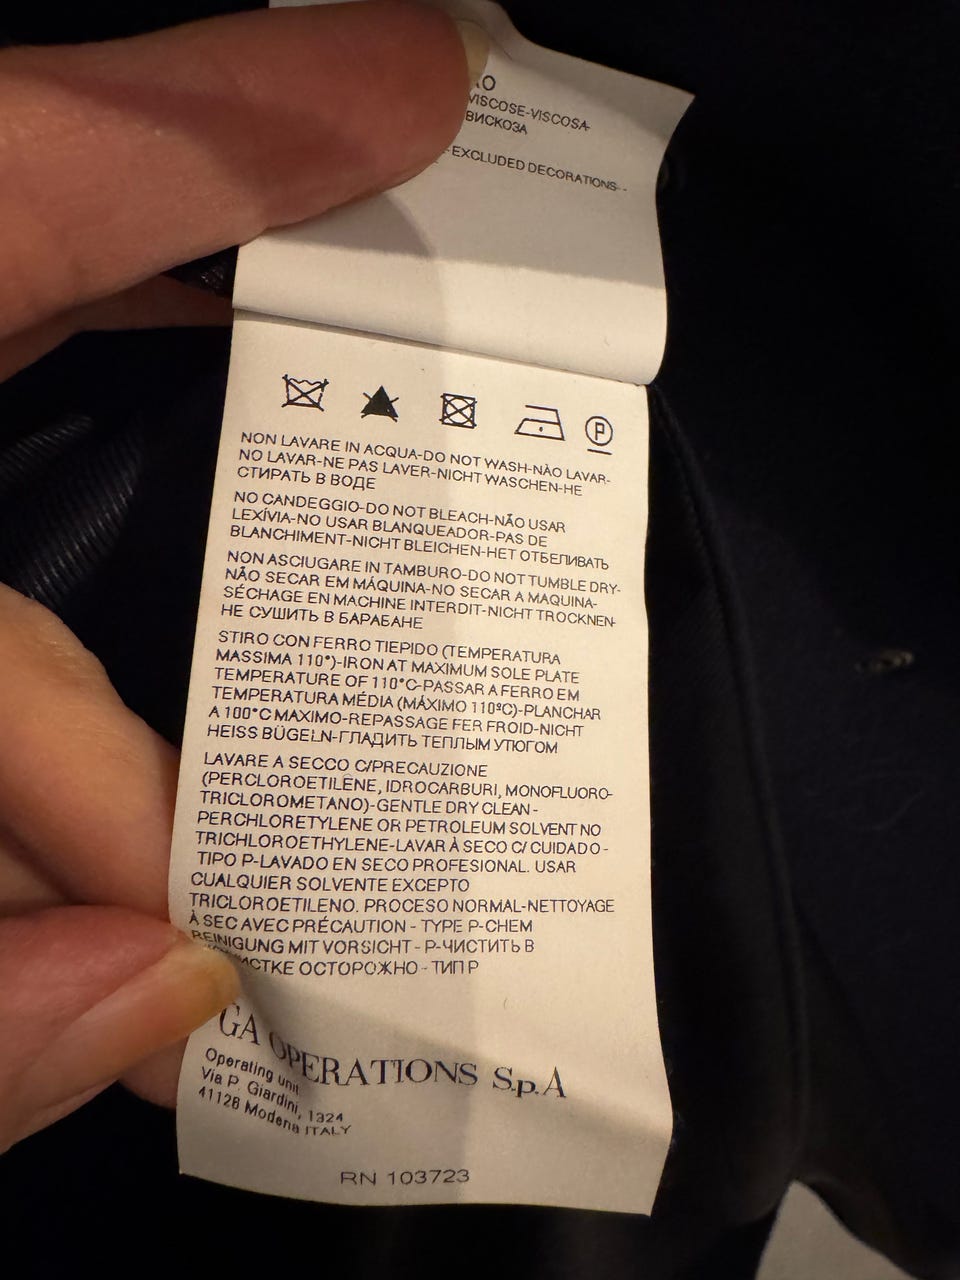 VISCOSE-VISCOSA-
ВИСКОЗА
-EXCLUDED DECORATIONS--
P
NON LAVARE IN ACQUA-DO NOT WASH-NÃO LAVAR-
NO LAVAR-NE PAS LAVER-NICHT WASCHEN-НЕ
СТИРАТЬ В ВОДЕ
NO CANDEGGIO-DO NOT BLEACH-NÃO USAR
LEXÍVIA-NO USAR BLANQUEADOR-PAS DE
BLANCHIMENT-NICHT BLEICHEN-НЕТ ОТБЕЛИВАТЬ
NON ASCIUGARE IN TAMBURO-DO NOT TUMBLE DRY-
NÃO SECAR EM MÁQUINA-NO SECAR A MAQUINA-
SÉCHAGE EN MACHINE INTERDIT-NICHT TROCKNEN-
НЕ СУШИТЬ В БАРАБАНЕ
STIRO CON FERRO TIEPIDO (TEMPERATURA
MASSIMA 110°)-IRON AT MAXIMUM SOLE PLATE
TEMPERATURE OF 110°C-PASSAR A FERRO EM
TEMPERATURA MÉDIA (MÁXIMO 110ºC)-PLANCHAR
A 100°C MAXIMO-REPASSAGE FER FROID-NICHT
HEISS BÜGELN-ГЛАДИТЬ ТЕПЛЫМ УТЮГОМ
LAVARE A SECCO C/PRECAUZIONE
(PERCLOROETILÊNE, IDROCARBURI, MONOFLUORO-
TRICLOROMETANO)-GENTLE DRY CLEAN -
PERCHLORETYLENE OR PETROLEUM SOLVENT NO
TRICHLOROETHYLENE-LAVAR À SECO C/ CUIDADO -
TIPO P-LAVADO EN SECO PROFESIONAL. USAR
CUALQUIER SOLVENTE EXCEPTO
TRICLOROETILENO. PROCESO NORMAL-NETTOYAGE
À SEC AVEC PRÉCAUTION - TYPE P-CHEM
REINIGUNG MIT VORSICHT - P-ЧИСТИТЬ В
ОСТОРОЖНО - ТИП P
GA OPERATIONS S.p.A
Operating unit
Via P. Giardini, 1324
41126 Modena ITALY
RN 103723